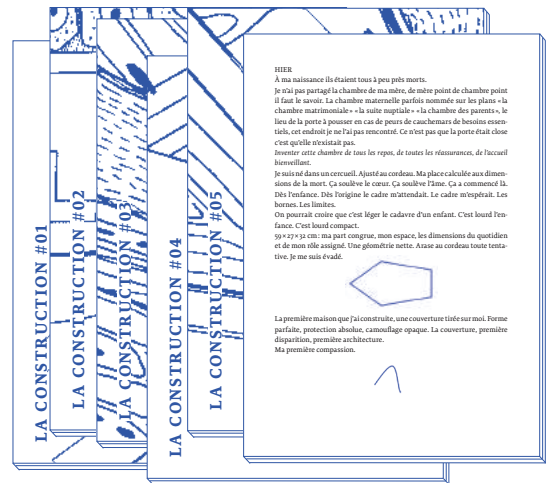 LA CONSTRUCTION #01
LA CONSTRUCTION #02
LA CONSTRUCTION #03
LA CONSTRUCTION #04
LA CONSTRUCTION #05
HIER
À ma naissance ils étaient tous à peu près morts.
Je n'ai pas partagé la chambre de ma mère, de mère point de chambre point
il faut le savoir. La chambre maternelle parfois nommée sur les plans « la
chambre matrimoniale » « la suite nuptiale » « la chambre des parents », le
lieu de la porte à pousser en cas de peurs de cauchemars de besoins essen-
tiels, cet endroit je ne l'ai pas rencontré. Ce n'est pas que la porte était close
c'est qu'elle n'existait pas.
Inventer cette chambre de tous les repos, de toutes les réassurances, de l'accueil
bienveillant.
Je suis né dans un cercueil. Ajusté au cordeau. Ma place calculée aux dimen-
sions de la mort. Ça soulève le cœur. Ça soulève l'âme. Ça a commencé là.
Dès l'enfance. Dès l'origine le cadre m'attendait. Le cadre m'espérait. Les
bornes. Les limites.
On pourrait croire que c'est léger le cadavre d'un enfant. C'est lourd l'en-
fance. C'est lourd compact.
59 × 27 × 32 cm : ma part congrue, mon espace, les dimensions du quotidien
et de mon rôle assigné. Une géométrie nette. Arase au cordeau toute tenta-
tive. Je me suis évadé.
La première maison que j'ai construite, une couverture tirée sur moi. Forme
parfaite, protection absolue, camouflage opaque. La couverture, première
disparition, première architecture.
Ma première compassion.